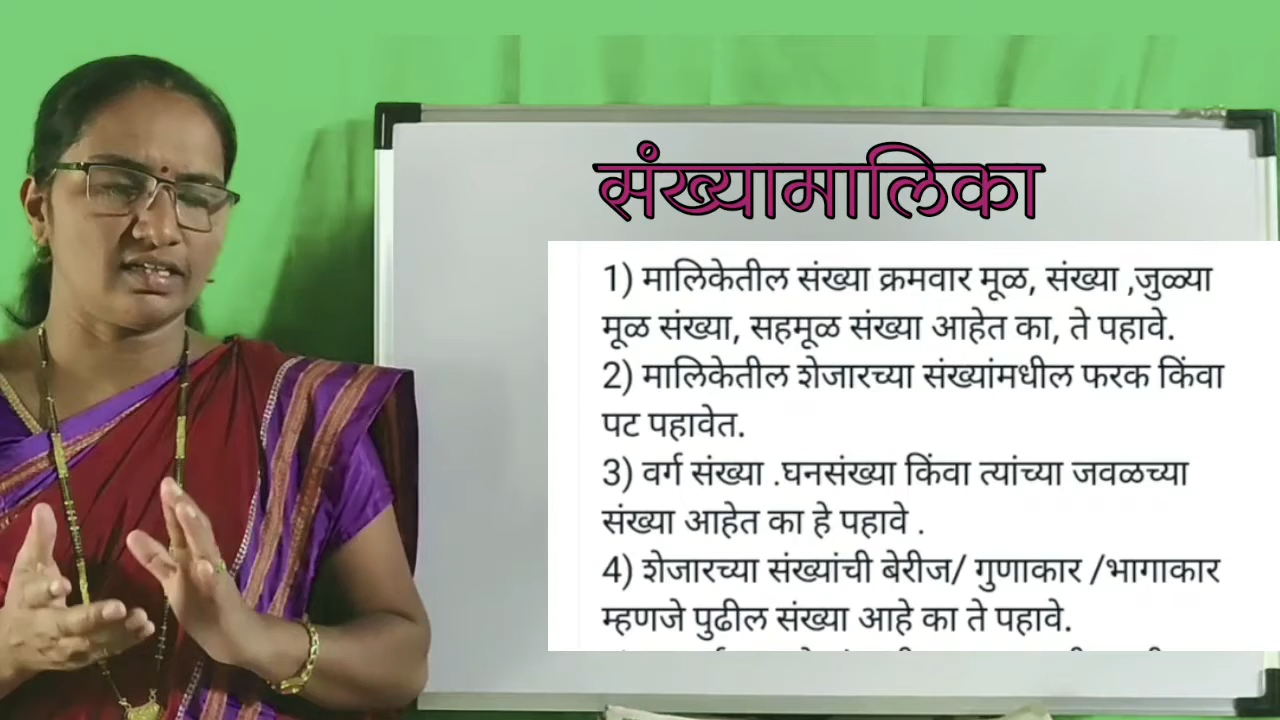 संख्यामालिका
1) मालिकेतील संख्या क्रमवार मूळ, संख्या ,जुळ्या
मूळ संख्या, सहमूळ संख्या आहेत का, ते पहावे.
2) मालिकेतील शेजारच्या संख्यांमधील फरक किंवा
पट पहावेत.
3) वर्ग संख्या .घनसंख्या किंवा त्यांच्या जवळच्या
संख्या आहेत का हे पहावे .
4) शेजारच्या संख्यांची बेरीज/ गुणाकार /भागाकार
म्हणजे पुढील संख्या आहे का ते पहावे.